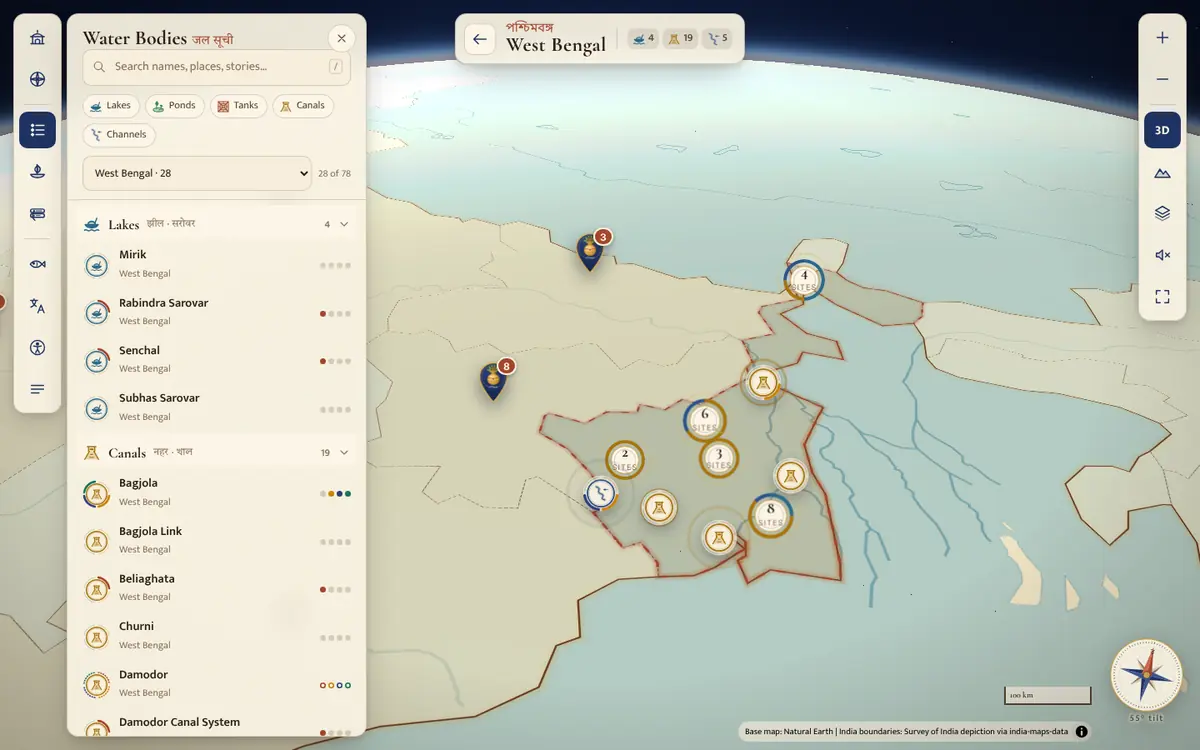 Water Bodies जल सूची
Search names, places, stories...
/
Lakes
Ponds
Tanks
Canals
Channels
West Bengal · 28
28 of 78
Lakes झील · सरोवर
4
Mirik
West Bengal
Rabindra Sarovar
West Bengal
Senchal
West Bengal
Subhas Sarovar
West Bengal
Canals नहर · खाल
19
Bagjola
West Bengal
Bagjola Link
West Bengal
Beliaghata
West Bengal
Churni
West Bengal
Damodor
West Bengal
Damodor Canal System
পশ্চিমবঙ্গ
West Bengal
4
19
5
3
8
4
SITES
6
SITES
2
SITES
3
SITES
8
SITES
3D
100 km
55° tilt
Base map: Natural Earth | India boundaries: Survey of India depiction via india-maps-data